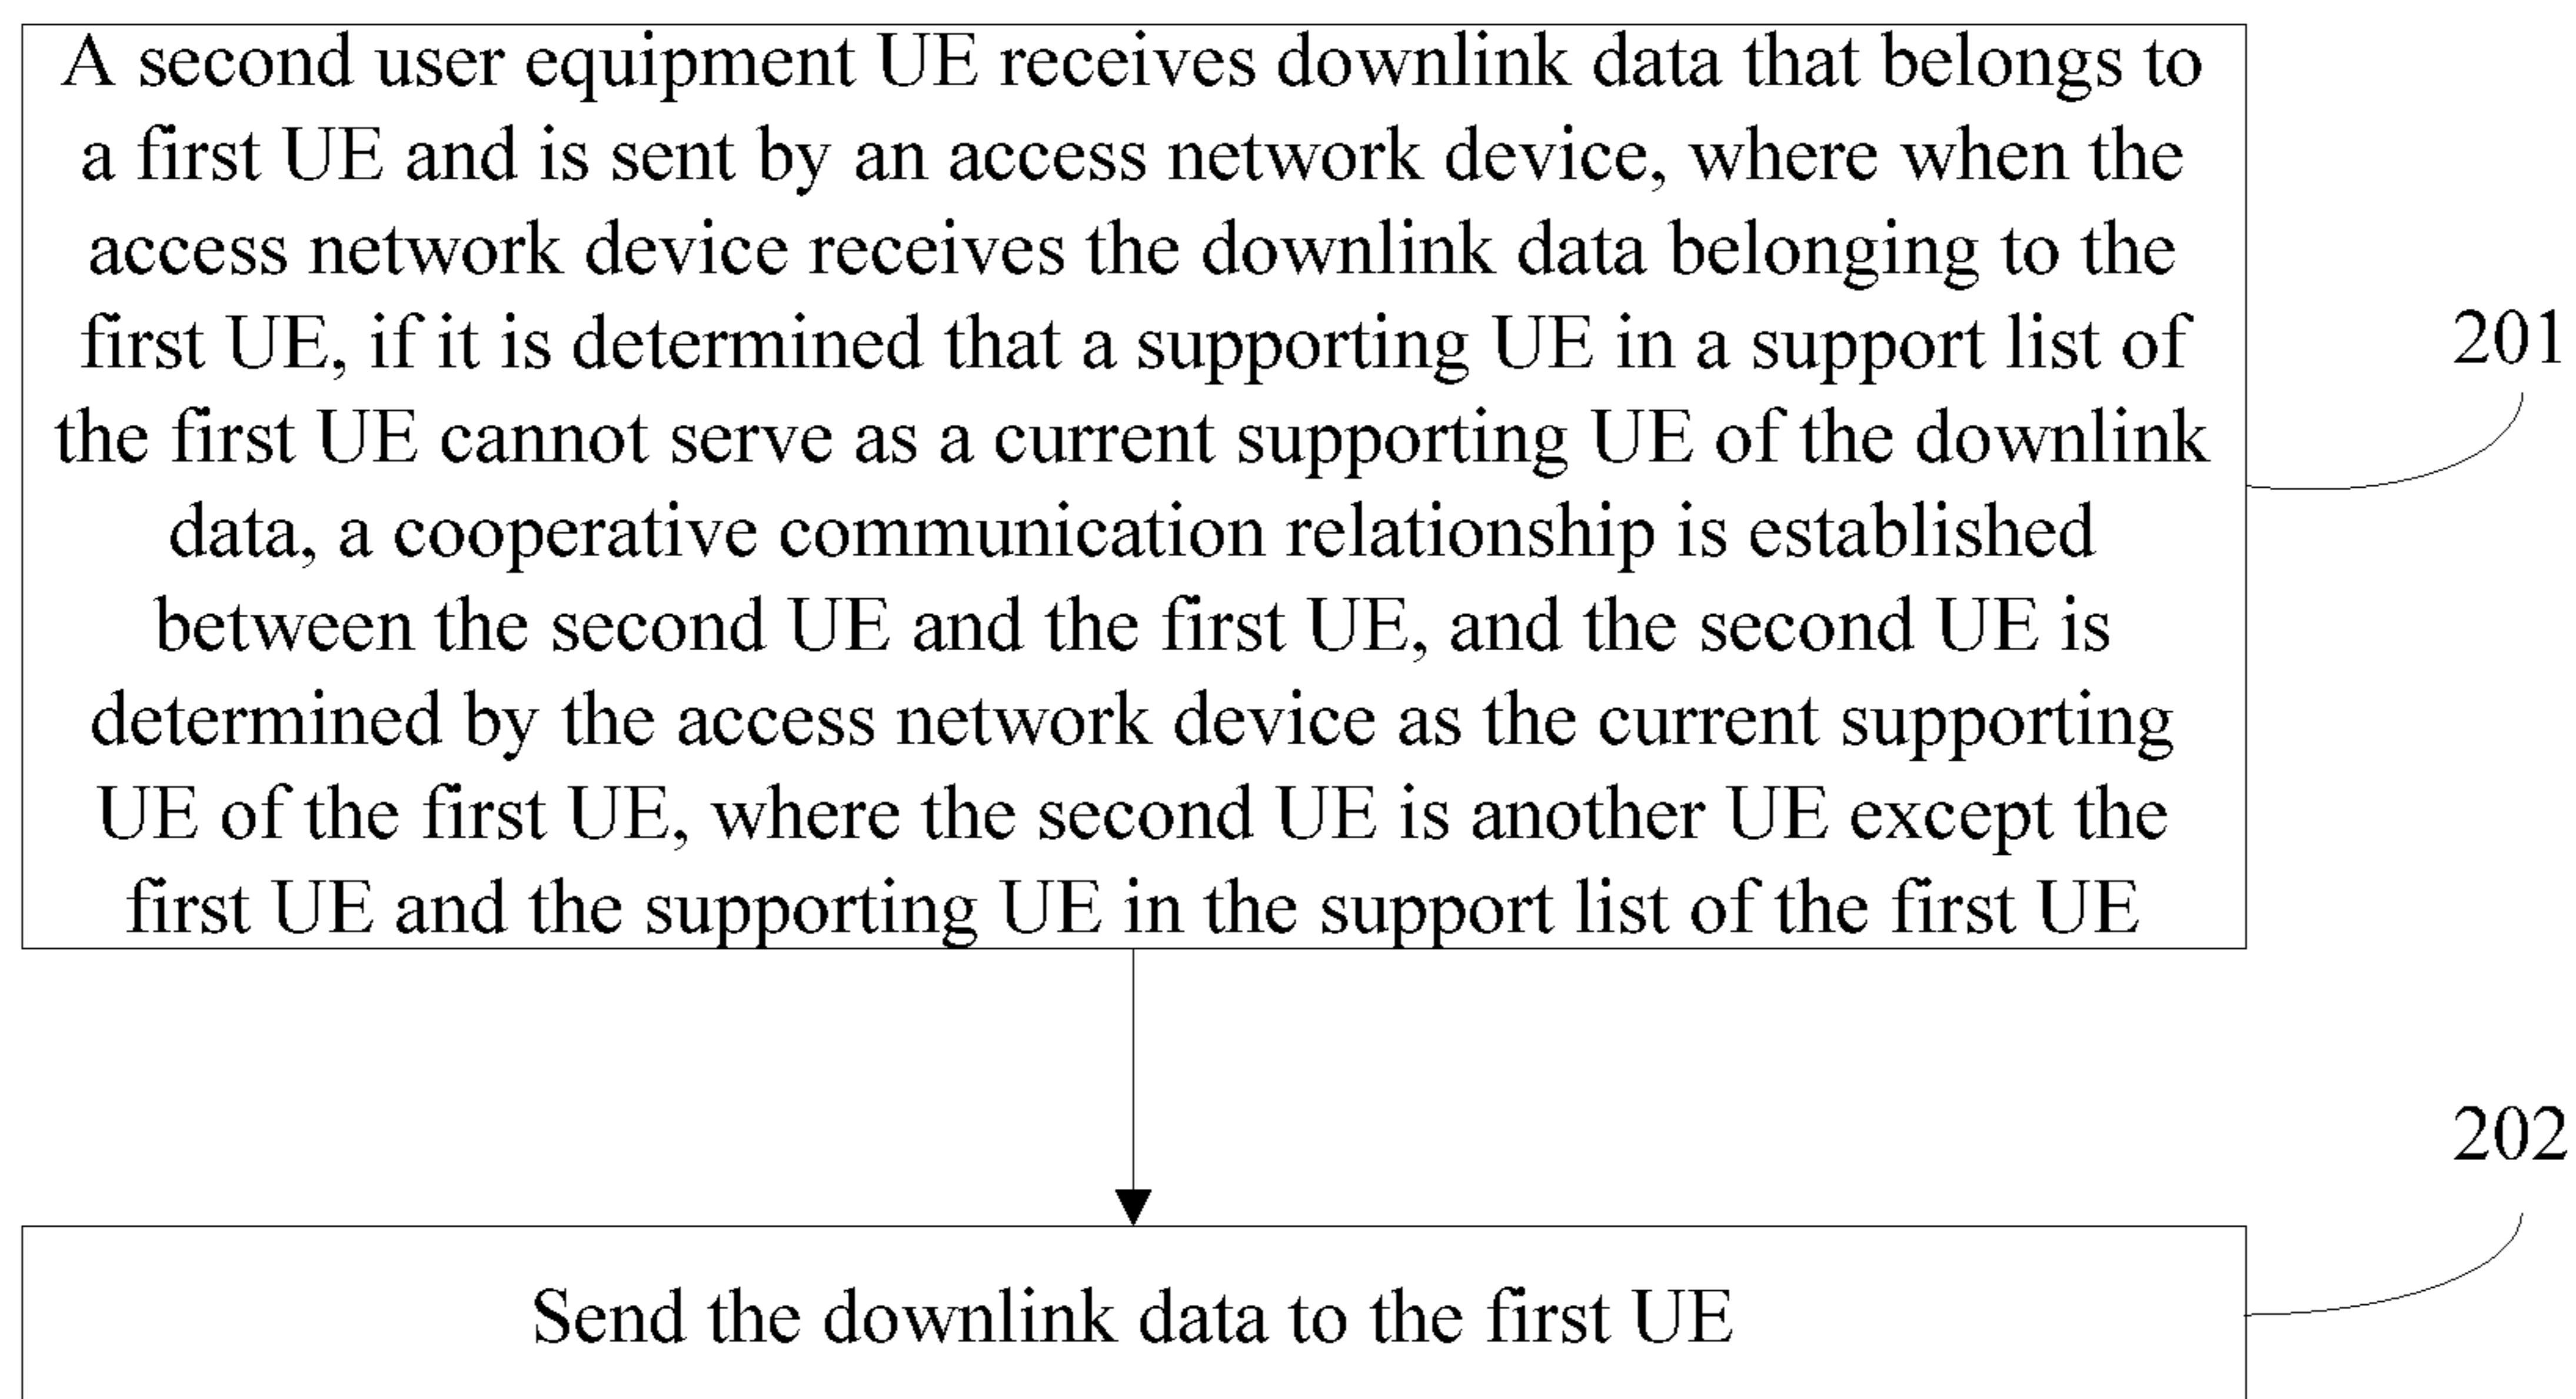 A second user equipment UE receives downlink data that belongs to
a first UE and is sent by an access network device, where when the
access network device receives the downlink data belonging to the
first UE, if it is determined that a supporting UE in a support list of
the first UE cannot serve as a current supporting UE of the downlink
data, a cooperative communication relationship is established
between the second UE and the first UE, and the second UE is
determined by the access network device as the current supporting
UE of the first UE, where the second UE is another UE except the
first UE and the supporting UE in the support list of the first UE
201
202
Send the downlink data to the first UE